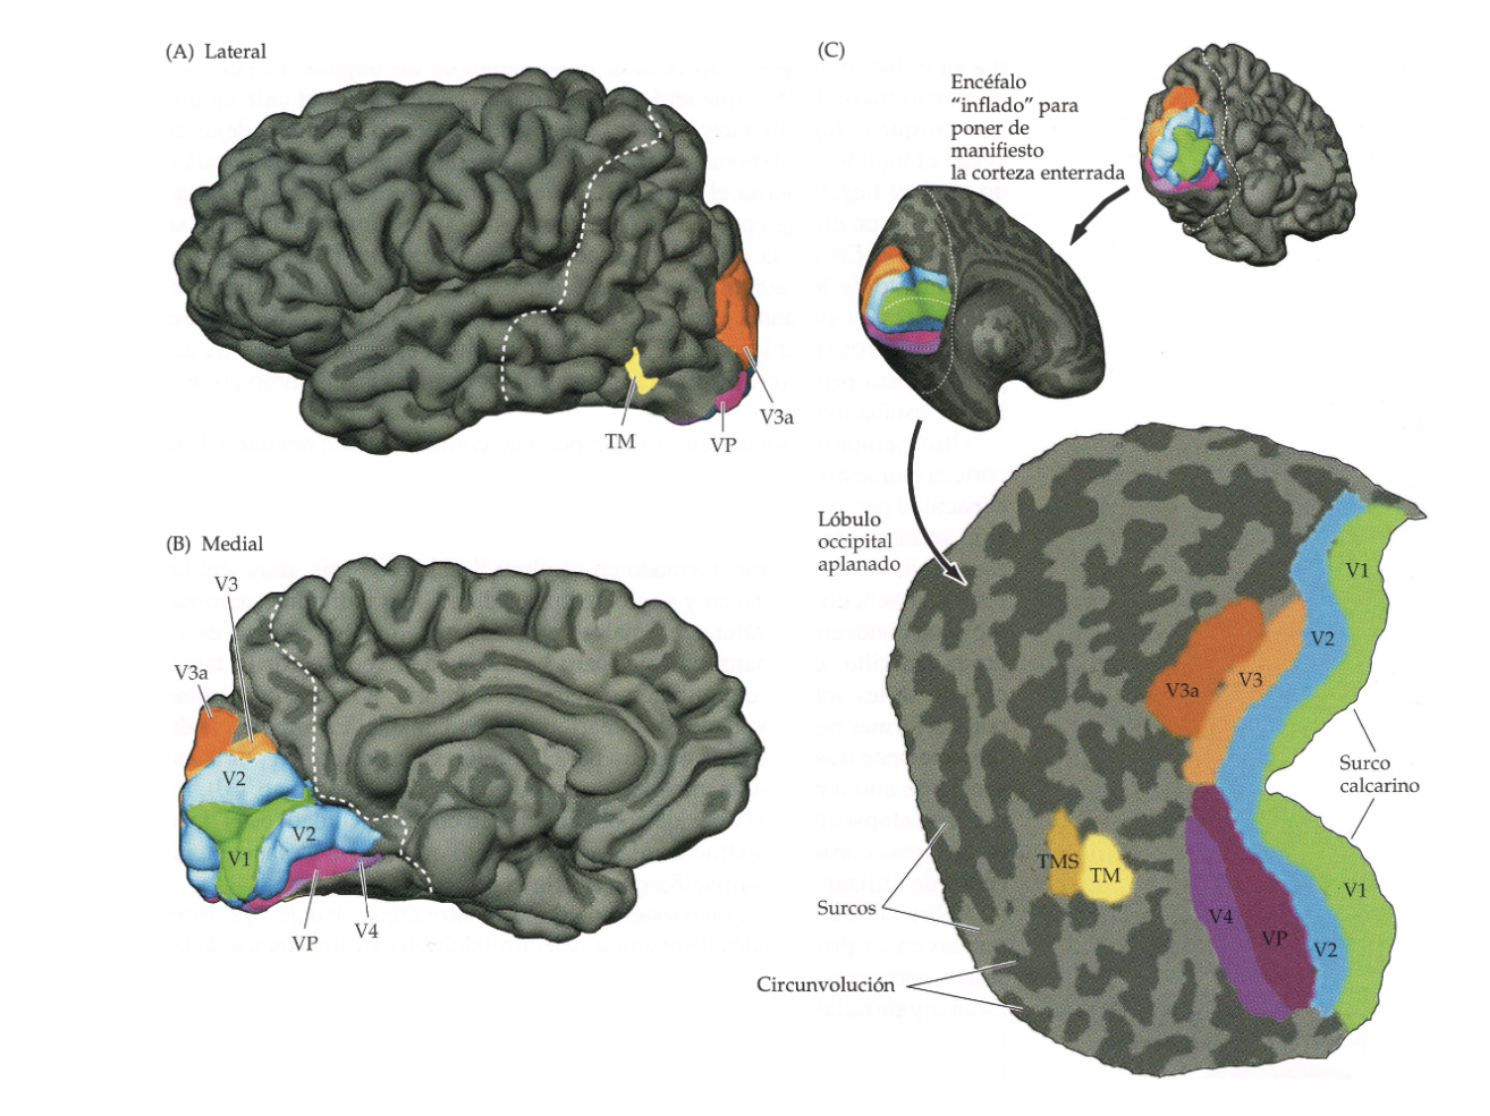 (A) Lateral
TM
VP
V3a
(B) Medial
V3
V3a
V2
V2
V1
VP
V4
(C)
Encéfalo
“inflado” para
poner de
manifiesto
la corteza enterrada
Lóbulo
occipital
aplanado
V1
V2
V3a
V3
Surco
calcarino
TMS
TM
V1
Surcos
V4
VP
V2
Circunvolución